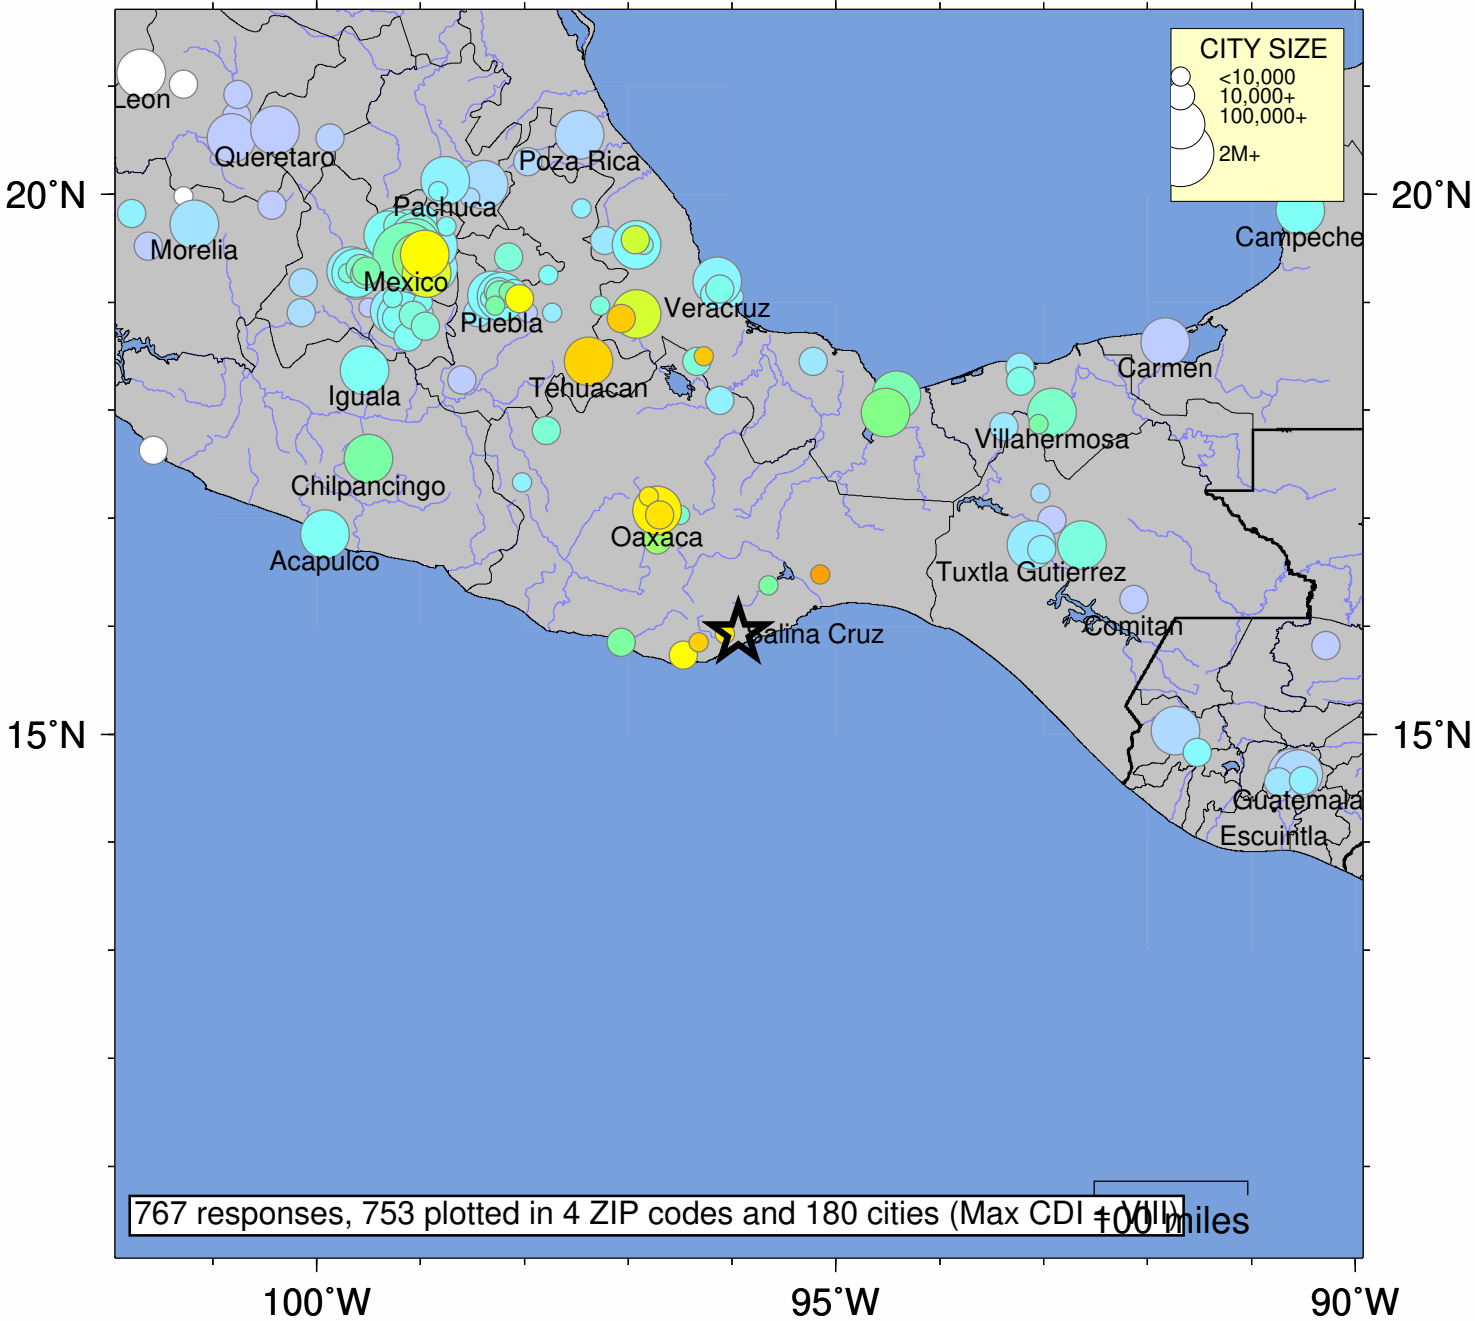 CITY SIZE
<10,000
10,000+
100,000+
2M+
Leon
Queretaro
Poza Rica
20˚N
20˚N
Pachuca
Morelia
Campeche
Mexico
Veracruz
Puebla
Carmen
Tehuacan
Iguala
Villahermosa
Chilpancingo
Oaxaca
Acapulco
Tuxtla Gutierrez
Comitan
Salina Cruz
15˚N
15˚N
Guatemala
Escuintla
767 responses, 753 plotted in 4 ZIP codes and 180 cities (Max CDI = VIII)
100 miles
100˚W
95˚W
90˚W